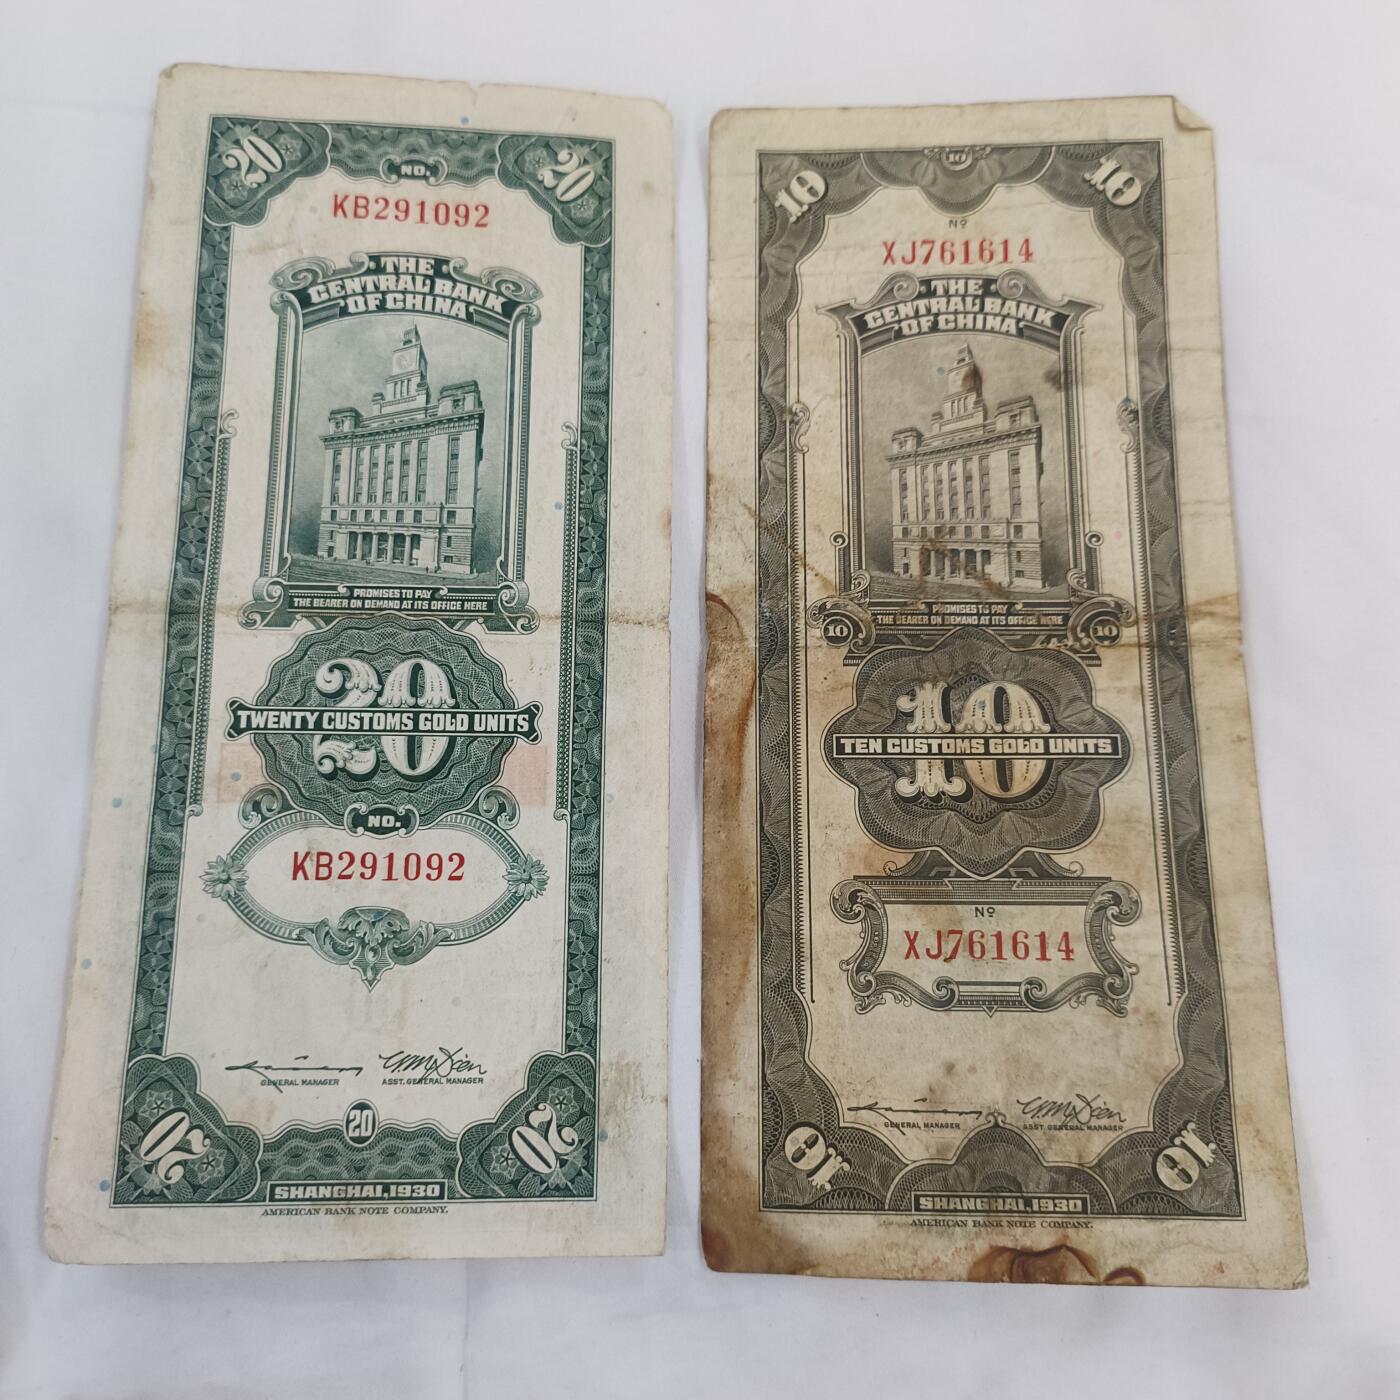 20 20
NO.
KB291092
THE
CENTRAL BANK
OF CHINA
PROMISES TO PAY
THE BEARER ON DEMAND AT ITS OFFICE HERE
20
TWENTY CUSTOMS GOLD UNITS
NO.
KB291092
GENERAL MANAGER
ASST. GENERAL MANAGER
20
20 20
SHANGHAI, 1930
AMERICAN BANK NOTE COMPANY.
10 10 10
Nº
XJ761614
THE
CENTRAL BANK
OF CHINA
PROMISES TO PAY
THE BEARER ON DEMAND AT ITS OFFICE HERE
10 10
10
TEN CUSTOMS GOLD UNITS
Nº
XJ761614
GENERAL MANAGER
ASST. GENERAL MANAGER
10 10
SHANGHAI, 1930
AMERICAN BANK NOTE COMPANY.